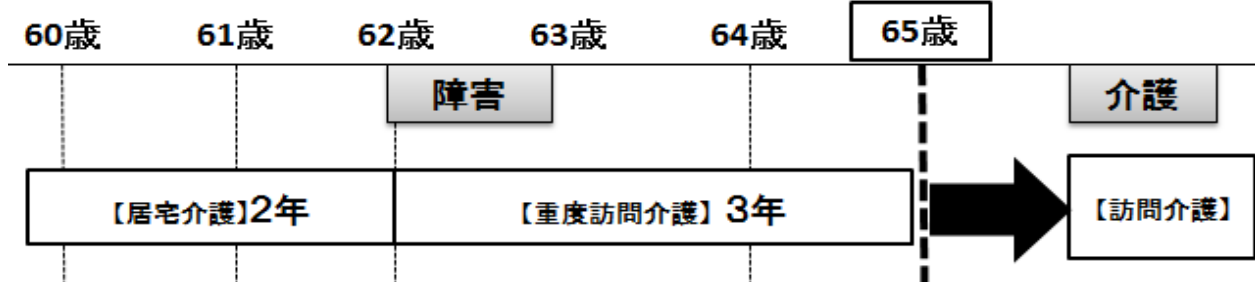 60歳 61歳 62歳 63歳 64歳 65歳
障害 介護
【居宅介護】2年 【重度訪問介護】3年 【訪問介護】